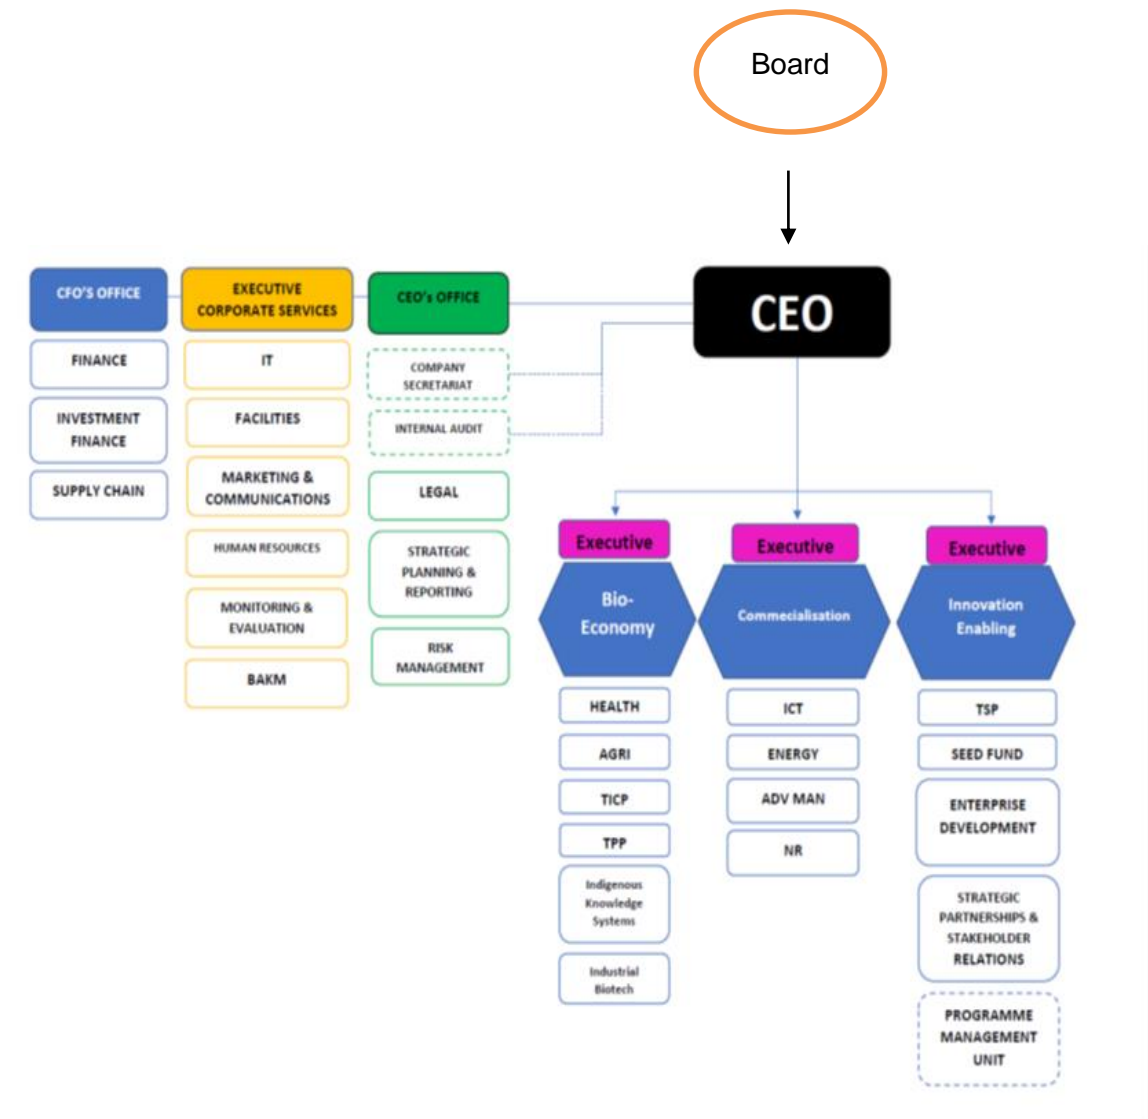 Board
CEO
CFO'S OFFICE
FINANCE
INVESTMENT
FINANCE
SUPPLY CHAIN
EXECUTIVE
CORPORATE SERVICES
IT
FACILITIES
MARKETING &
COMMUNICATIONS
HUMAN RESOURCES
MONITORING &
EVALUATION
BAKM
CEO's OFFICE
COMPANY
SECRETARIAT
INTERNAL AUDIT
LEGAL
STRATEGIC
PLANNING &
REPORTING
RISK
MANAGEMENT
Executive
Bio-
Economy
HEALTH
AGRI
TICP
TPP
Indigenous
Knowledge
Systems
Industrial
Biotech
Executive
Commecialisation
ICT
ENERGY
ADV MAN
NR
Executive
Innovation
Enabling
TSP
SEED FUND
ENTERPRISE
DEVELOPMENT
STRATEGIC
PARTNERSHIPS &
STAKEHOLDER
RELATIONS
PROGRAMME
MANAGEMENT
UNIT